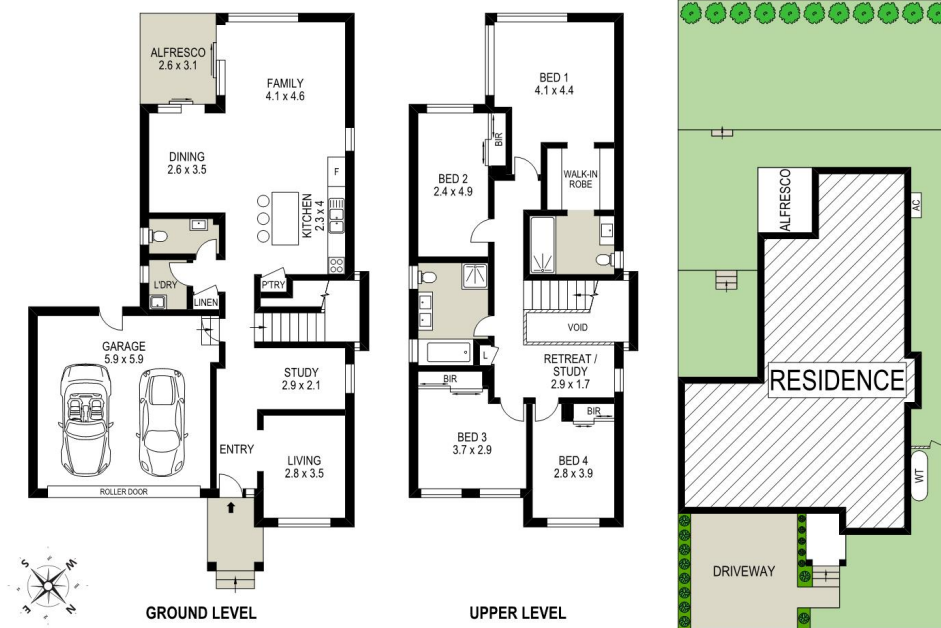 ALFRESCO
2.6 x 3.1
FAMILY
4.1 x 4.6
DINING
2.6 x 3.5
F
KITCHEN
2.3 x 4
L'DRY
LINEN
P'TRY
GARAGE
5.9 x 5.9
STUDY
2.9 x 2.1
ENTRY
LIVING
2.8 x 3.5
ROLLER DOOR
S
W
E
N
GROUND LEVEL
BED 1
4.1 x 4.4
BIR
BED 2
2.4 x 4.9
WALK-IN
ROBE
VOID
L
RETREAT /
STUDY
2.9 x 1.7
BIR
BIR
BED 3
3.7 x 2.9
BED 4
2.8 x 3.9
UPPER LEVEL
ALFRESCO
AC
RESIDENCE
WT
DRIVEWAY